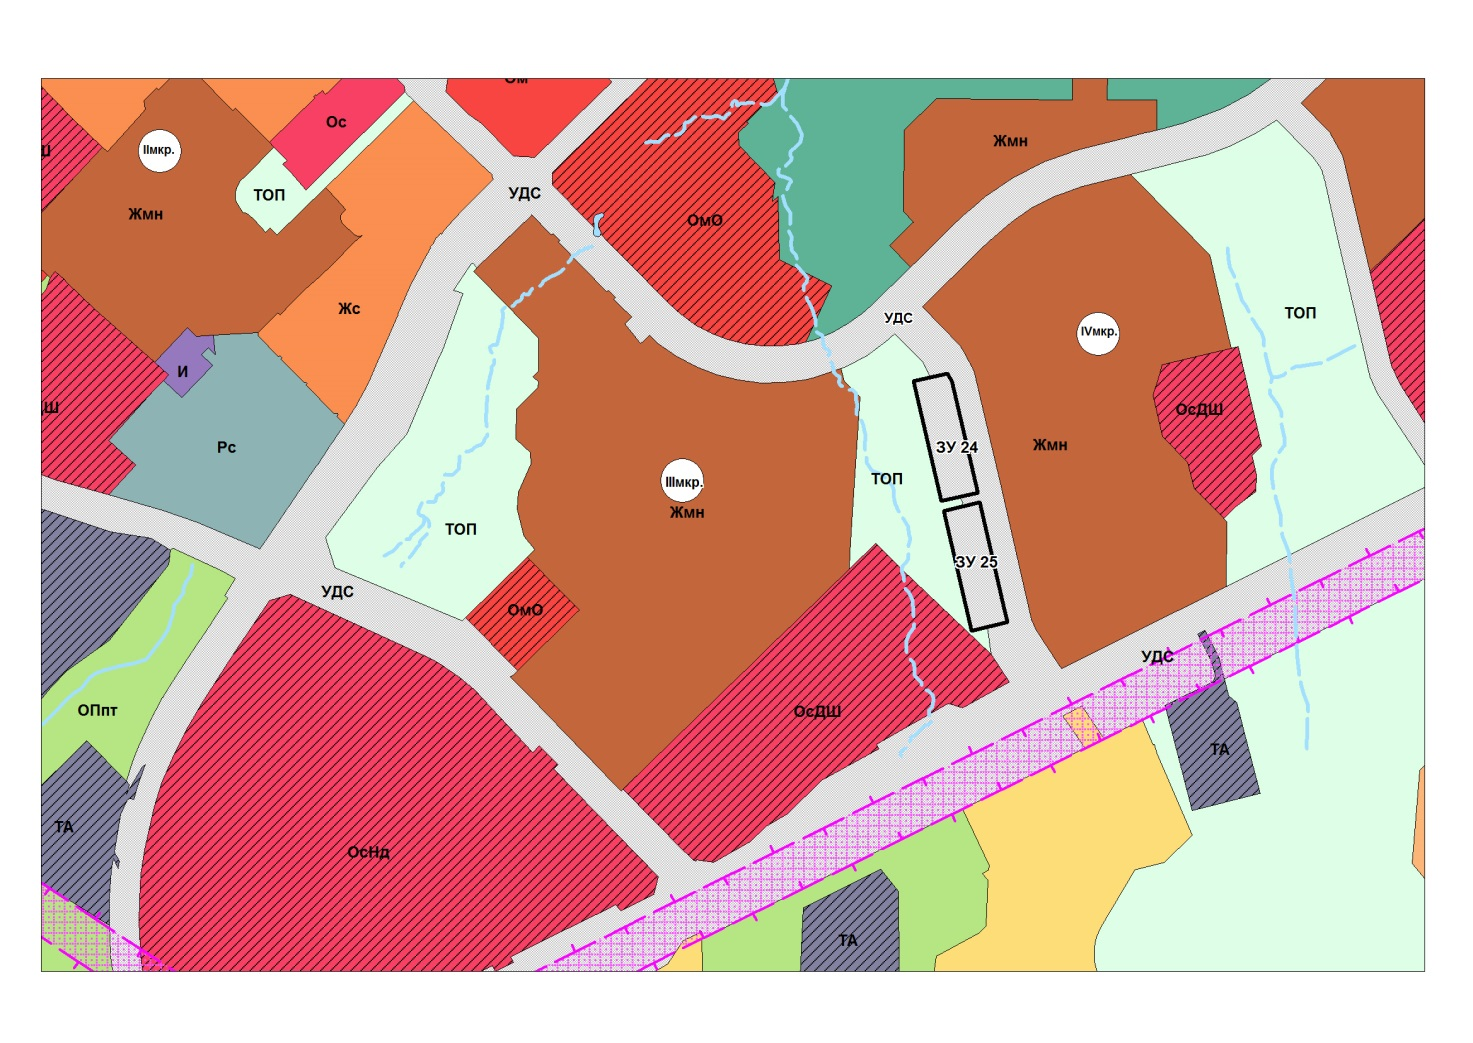 Ом
Ос
IIмкр.
Жмн
Ш
ТОП
УДС
Жмн
ОмО
Жс
ТОП
УДС
IVмкр.
И
Ш
ОсДШ
Рс
ЗУ 24
Жмн
ТОП
IIIмкр.
Жмн
ТОП
ЗУ 25
УДС
ОмО
УДС
ОПпт
ОсДШ
ТА
ТА
ОсНд
ТА